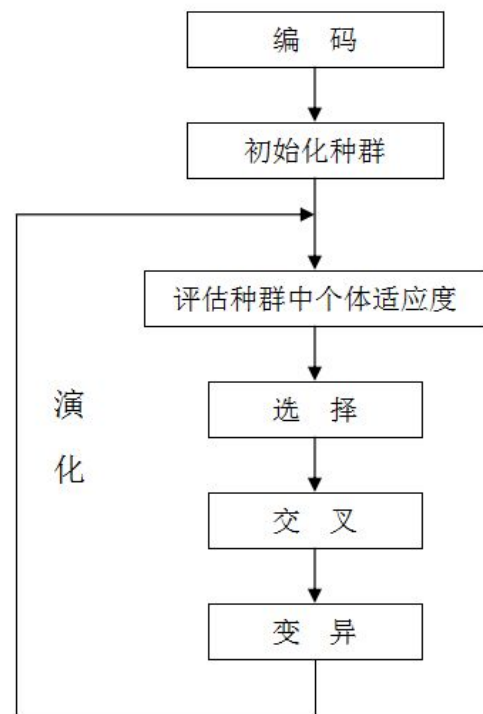 编 码
初始化种群
评估种群中个体适应度
选 择
演
化
交 叉
变 异